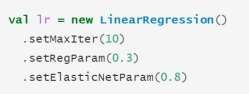 val lr = new LinearRegression()
  .setMaxIter(10)
  .setRegParam(0.3)
  .setElasticNetParam(0.8)